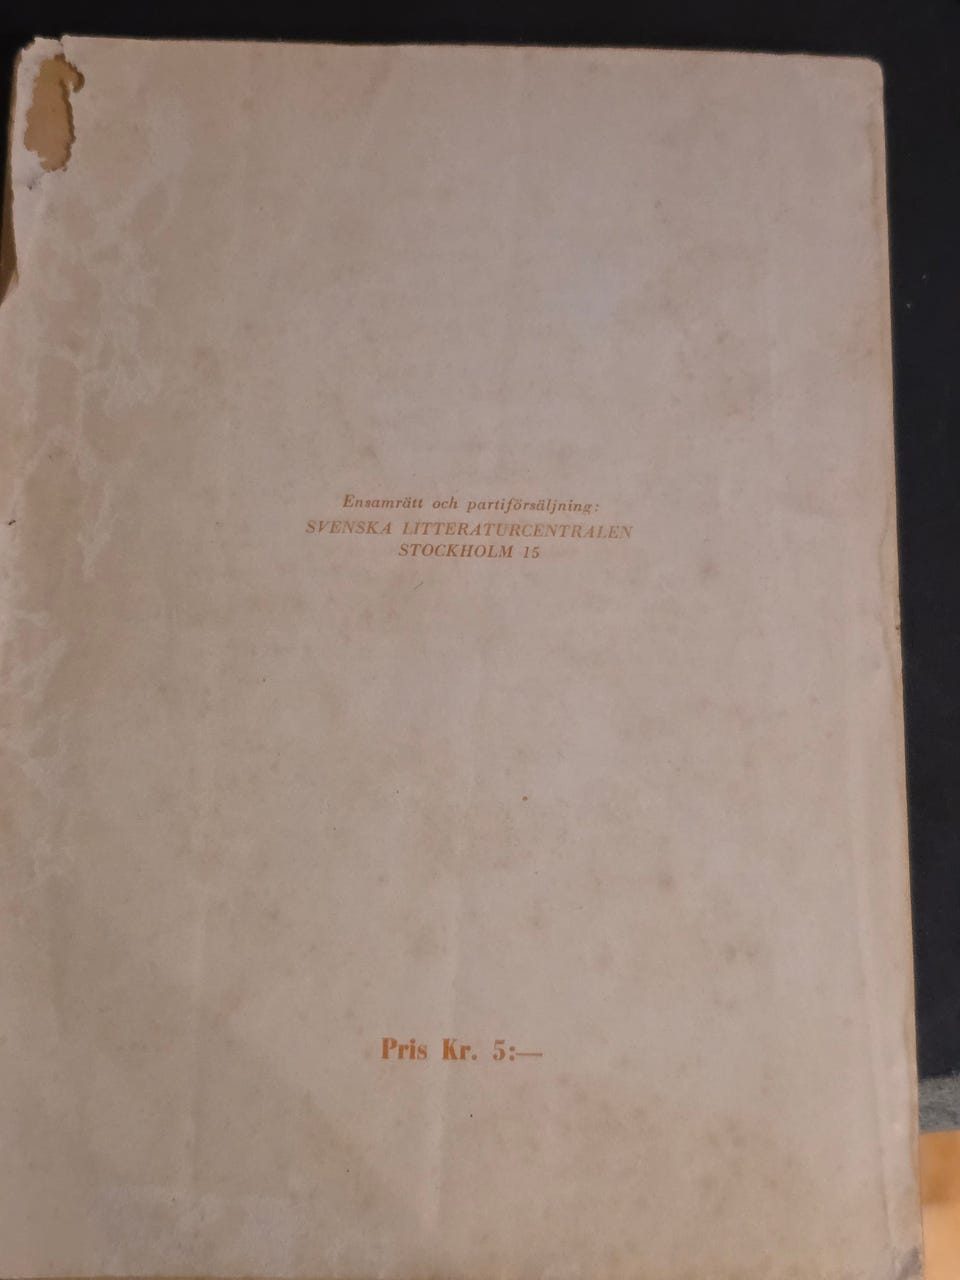 Ensamrätt och partiförsäljning:
SVENSKA LITTERATURCENTRALEN
STOCKHOLM 15
Pris Kr. 5:—